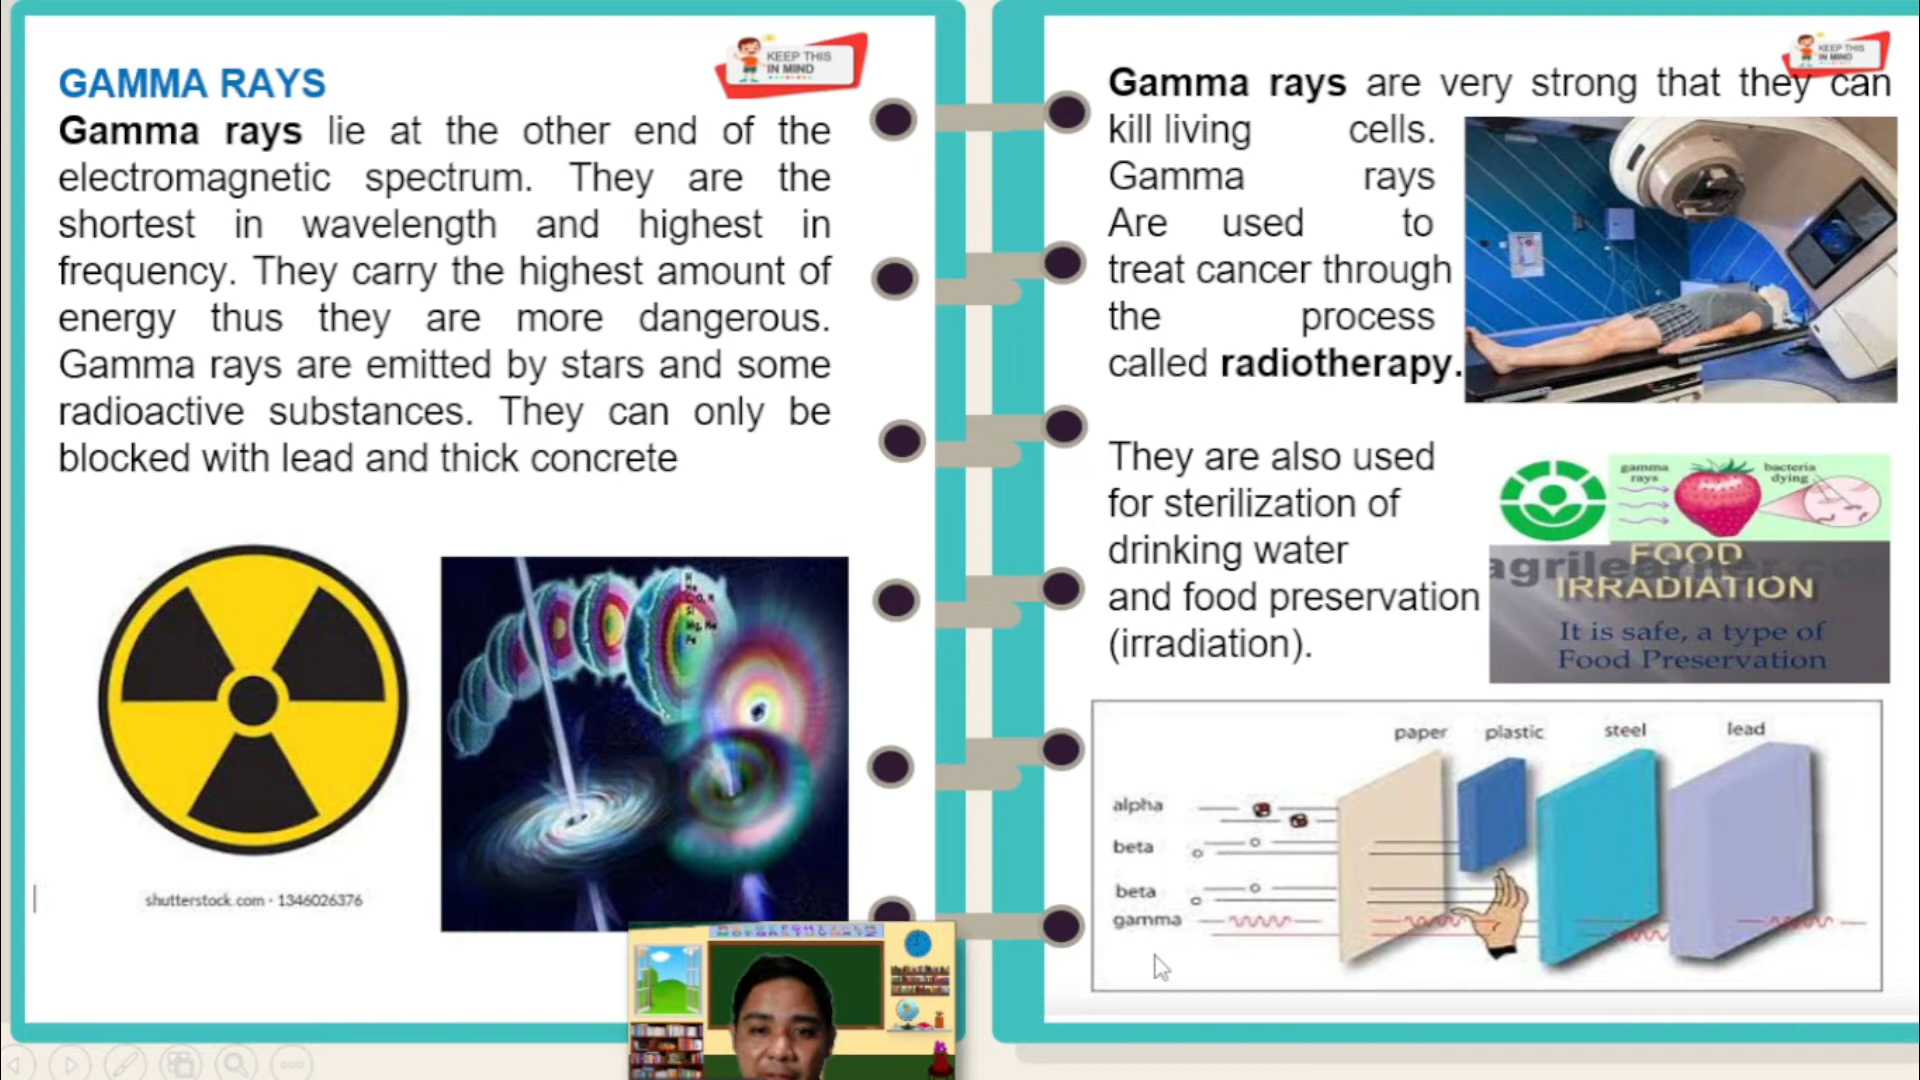 KEEP THIS
IN MIND
GAMMA RAYS
Gamma rays lie at the other end of the
electromagnetic spectrum. They are the
shortest in wavelength and highest in
frequency. They carry the highest amount of
energy thus they are more dangerous.
Gamma rays are emitted by stars and some
radioactive substances. They can only be
blocked with lead and thick concrete
shutterstock.com · 1346026376
KEEP THIS
IN MIND
Gamma rays are very strong that they can
kill living cells.
Gamma rays
Are used to
treat cancer through
the process
called radiotherapy.
They are also used
for sterilization of
drinking water
and food preservation
(irradiation).
gamma
rays
bacteria
dying
FOOD
IRRADIATION
It is safe, a type of
Food Preservation
paper plastic steel lead
alpha
beta
beta
gamma